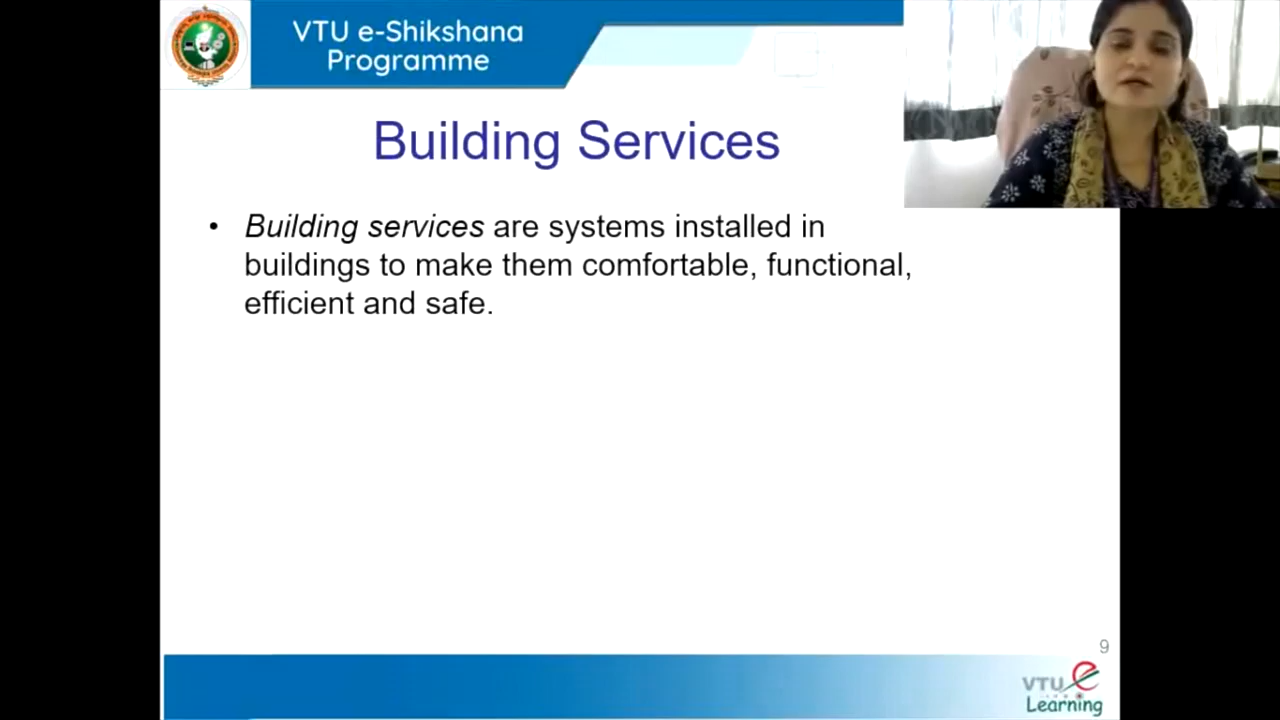 VTU e-Shikshana
Programme
Building Services
• Building services are systems installed in
buildings to make them comfortable, functional,
efficient and safe.
9
VTU e
Learning